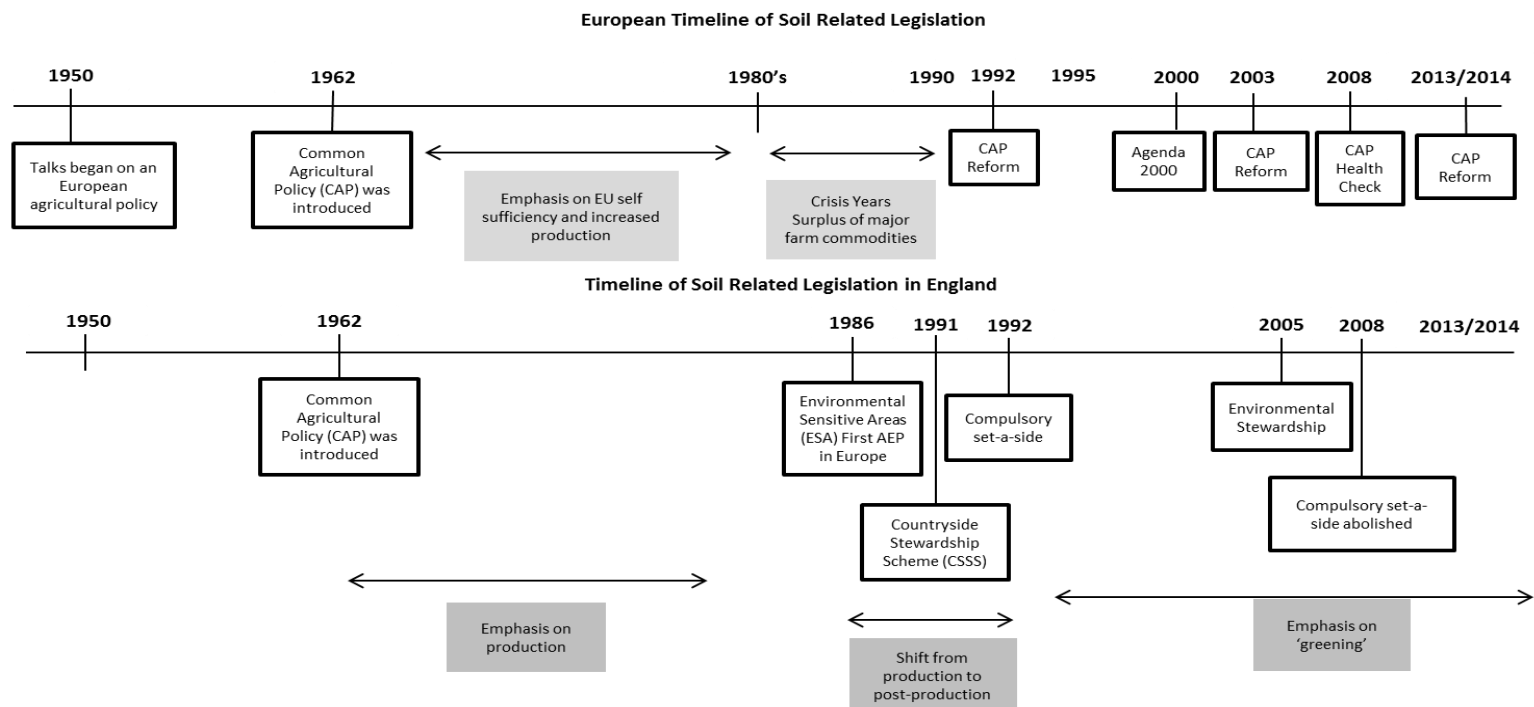 European Timeline of Soil Related Legislation
1950
1962
1980's
1990
1992
1995
2000
2003
2008
2013/2014
Talks began on an
European
agricultural policy
Common
Agricultural
Policy (CAP) was
introduced
Emphasis on EU self
sufficiency and increased
production
Crisis Years
Surplus of major
farm commodities
CAP
Reform
Agenda
2000
CAP
Reform
CAP
Health
Check
CAP
Reform
Timeline of Soil Related Legislation in England
1950
1962
1986
1991
1992
2005
2008
2013/2014
Common
Agricultural
Policy (CAP) was
introduced
Environmental
Sensitive Areas
(ESA) First AEP
in Europe
Compulsory
set-a-side
Environmental
Stewardship
Countryside
Stewardship
Scheme (CSSS)
Compulsory set-a-
side abolished
Emphasis on
production
Shift from
production to
post-production
Emphasis on
‘greening’